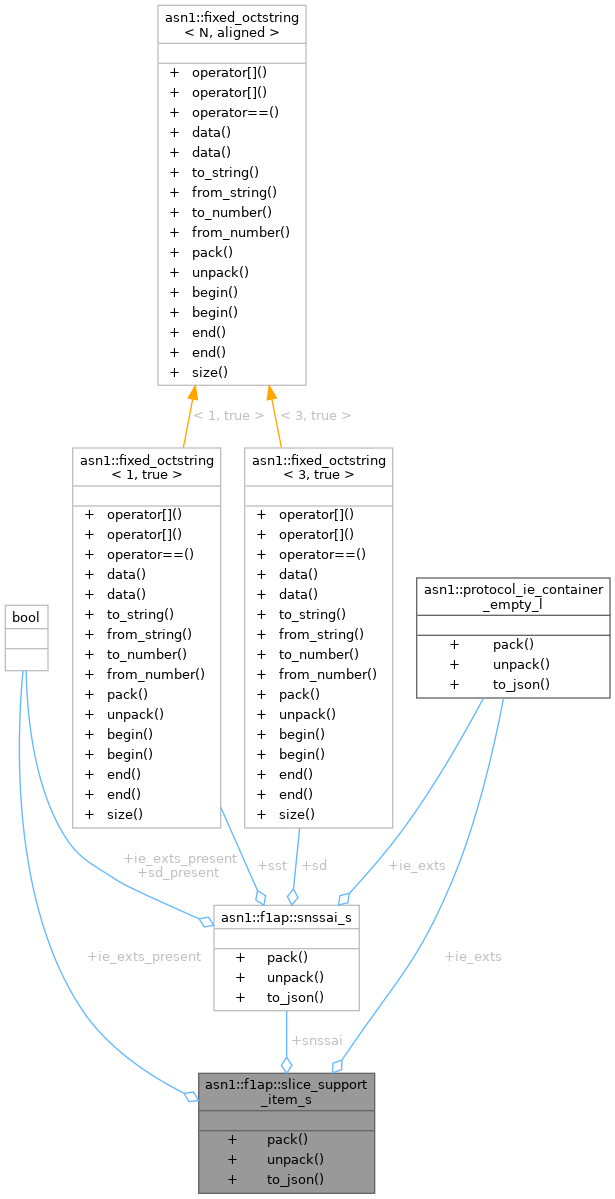 asn1::fixed_octstring
< N, aligned >
+ operator[]()
+ operator[]()
+ operator==()
+ data()
+ data()
+ to_string()
+ from_string()
+ to_number()
+ from_number()
+ pack()
+ unpack()
+ begin()
+ begin()
+ end()
+ end()
+ size()
< 1, true >
< 3, true >
asn1::fixed_octstring
< 1, true >
+ operator[]()
+ operator[]()
+ operator==()
+ data()
+ data()
+ to_string()
+ from_string()
+ to_number()
+ from_number()
+ pack()
+ unpack()
+ begin()
+ begin()
+ end()
+ end()
+ size()
asn1::fixed_octstring
< 3, true >
+ operator[]()
+ operator[]()
+ operator==()
+ data()
+ data()
+ to_string()
+ from_string()
+ to_number()
+ from_number()
+ pack()
+ unpack()
+ begin()
+ begin()
+ end()
+ end()
+ size()
asn1::protocol_ie_container
_empty_l
+ pack()
+ unpack()
+ to_json()
bool
+ie_exts_present
+sd_present
+sst
+sd
+ie_exts
asn1::f1ap::snssai_s
+ pack()
+ unpack()
+ to_json()
+ie_exts_present
+ie_exts
+snssai
asn1::f1ap::slice_support
_item_s
+ pack()
+ unpack()
+ to_json()